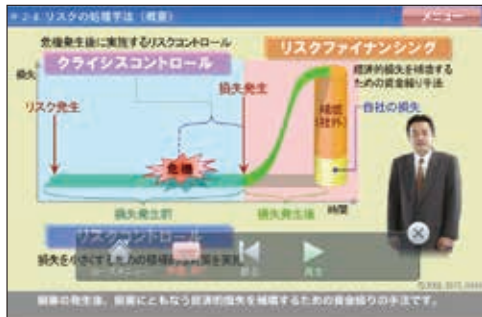 2-4 リスクの処理手法（概要）
メニュー
危機発生後に実施するリスクコントロール
クライシスコントロール
リスクファイナンシング
損失
リスク発生
損失発生
経済的損失を補填する
ための資金繰り手法
補填
自社の損失
危機
損失発生前
損失発生後
時間
リスクコントロール
損失を小さくするための
を実施
再生
損害の発生後、損害にともなう経済的損失を補填するための資金繰りの手法です。